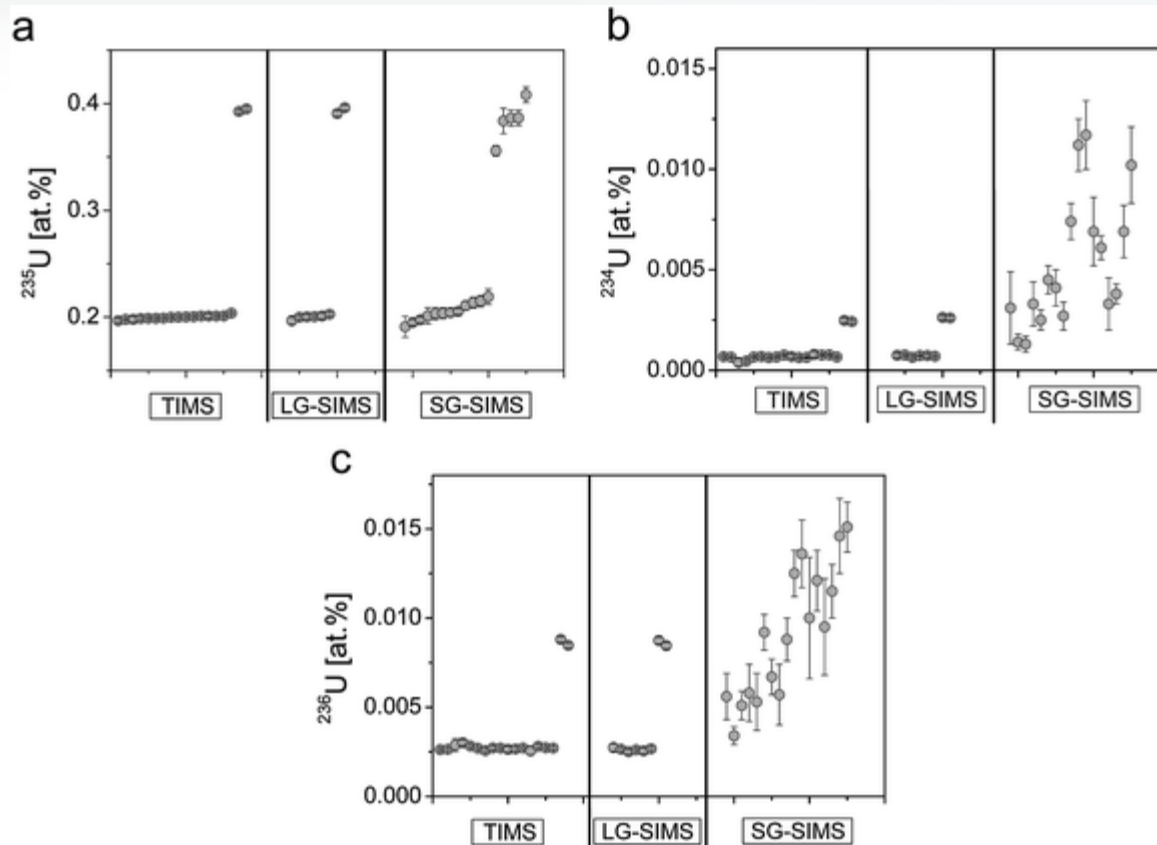 a
²³⁵U [at.%]
0.4
0.3
0.2
TIMS
LG-SIMS
SG-SIMS
b
²³⁴U [at.%]
0.015
0.010
0.005
0.000
TIMS
LG-SIMS
SG-SIMS
c
²³⁶U [at.%]
0.015
0.010
0.005
0.000
TIMS
LG-SIMS
SG-SIMS